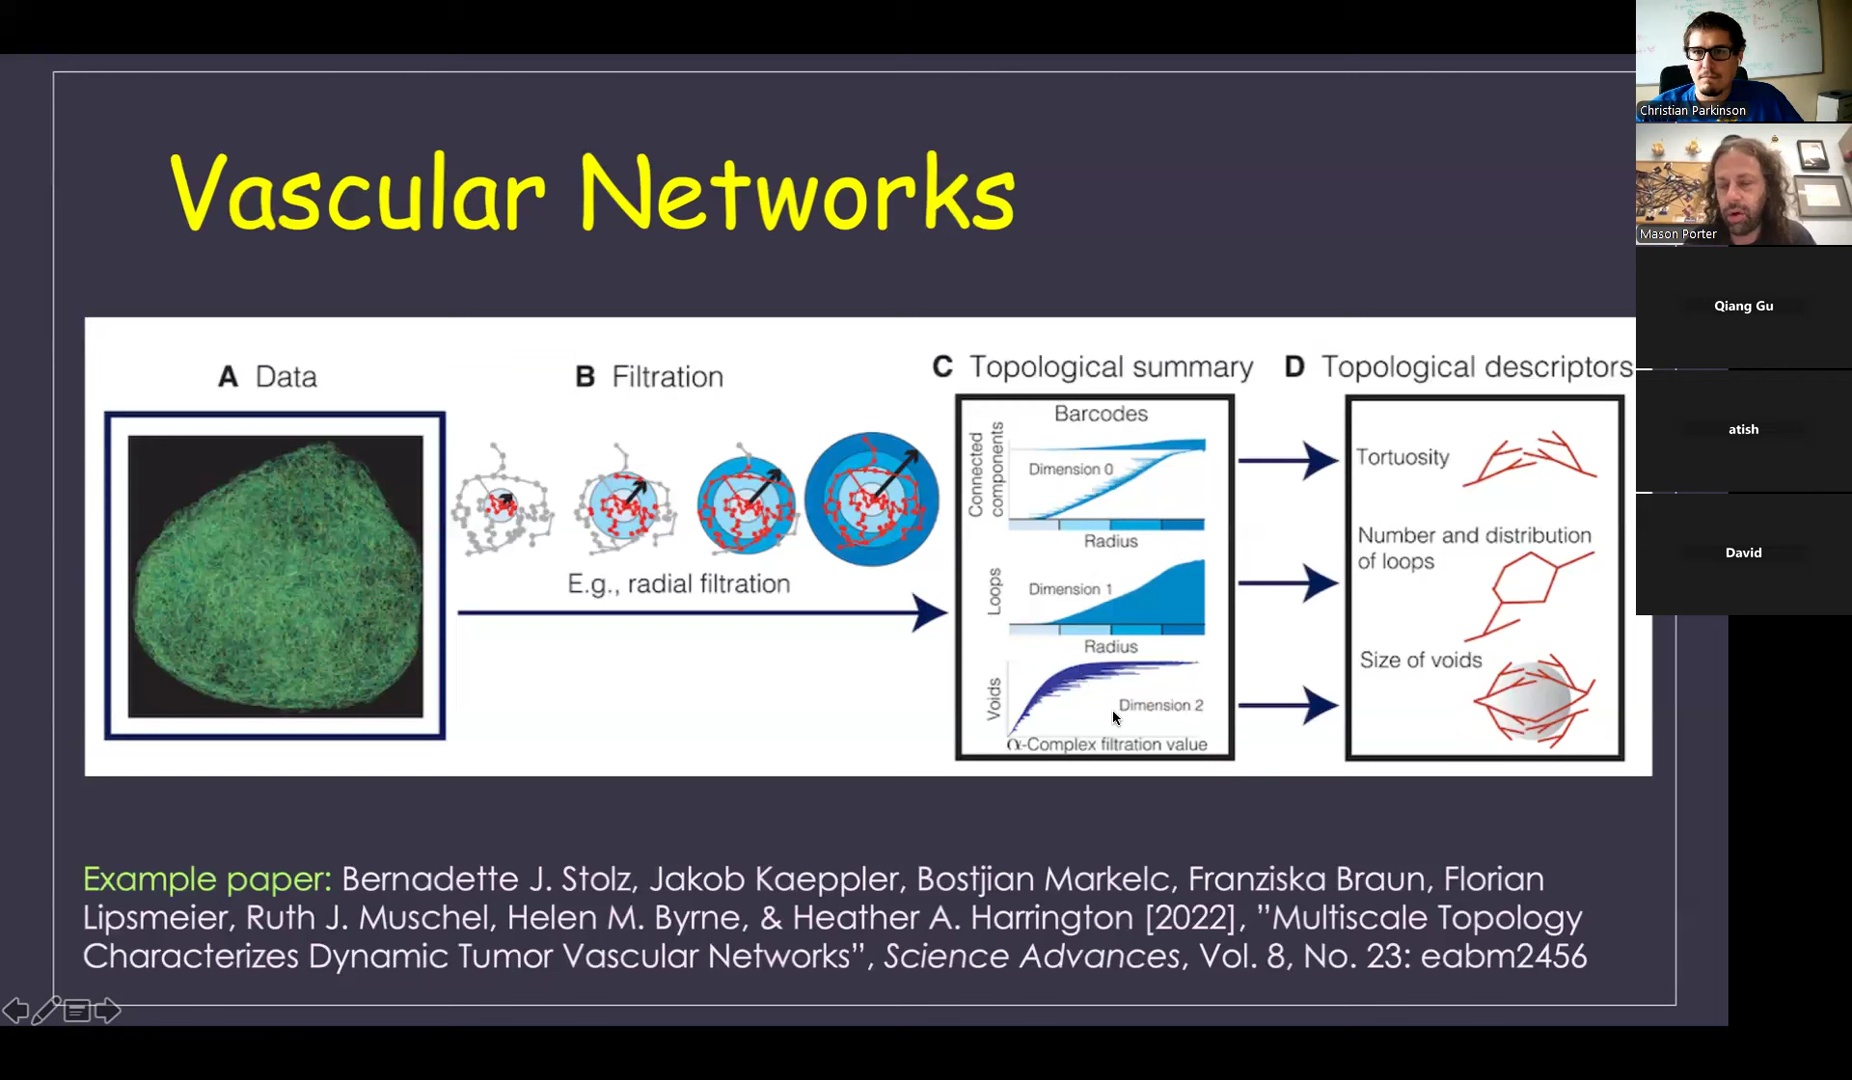 Vascular Networks
A Data
B Filtration
E.g., radial filtration
C Topological summary
Barcodes
Connected
components
Dimension 0
Radius
Loops
Dimension 1
Radius
Voids
Dimension 2
α-Complex filtration value
D Topological descriptors
Tortuosity
Number and distribution
of loops
Size of voids
Example paper: Bernadette J. Stolz, Jakob Kaeppler, Bostjian Markelc, Franziska Braun, Florian
Lipsmeier, Ruth J. Muschel, Helen M. Byrne, & Heather A. Harrington [2022], ”Multiscale Topology
Characterizes Dynamic Tumor Vascular Networks”, Science Advances, Vol. 8, No. 23: eabm2456
Christian Parkinson
Mason Porter
Qiang Gu
atish
David